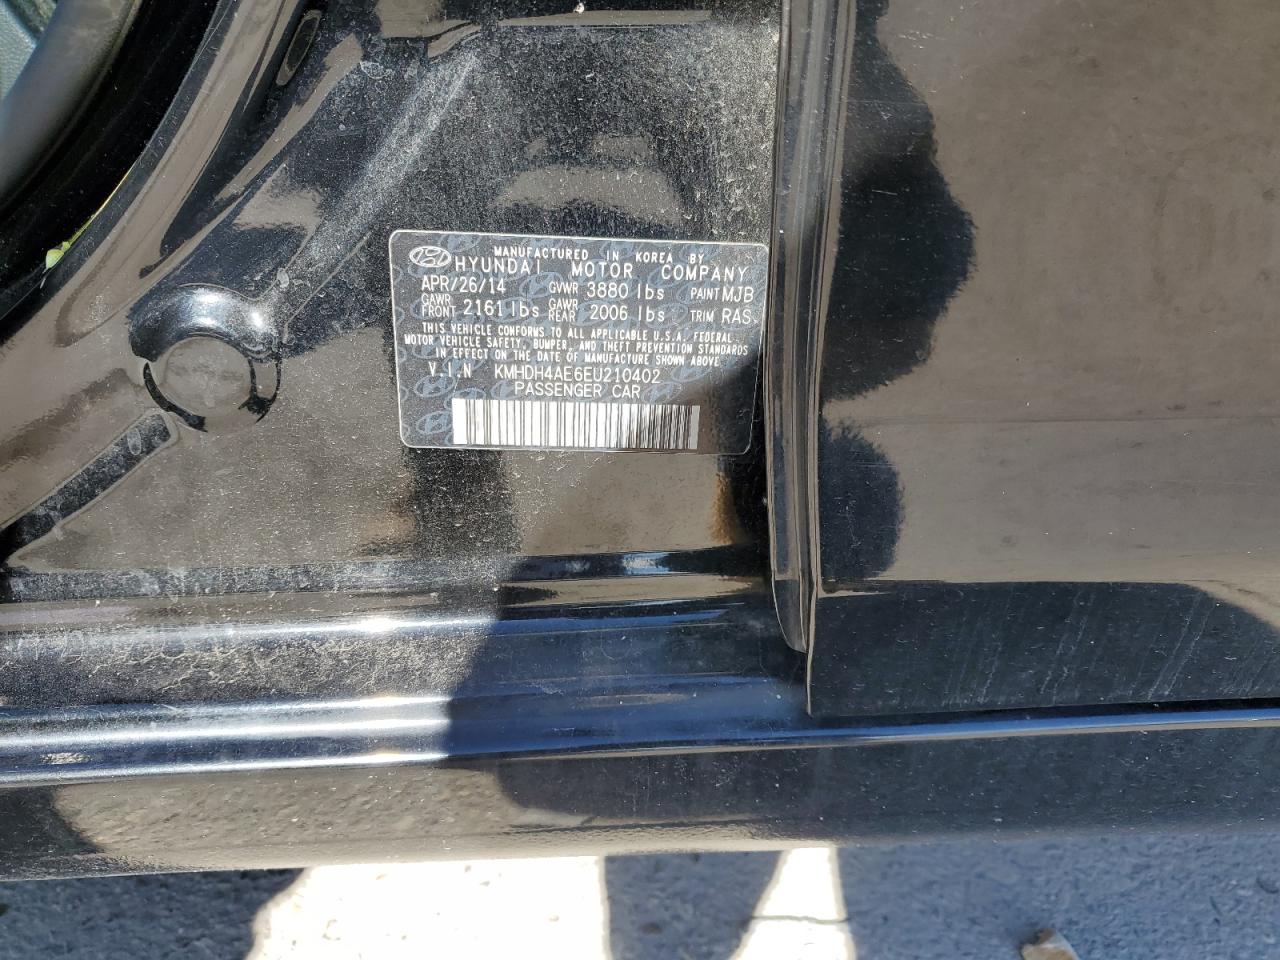 MANUFACTURED IN KOREA BY
HYUNDAI MOTOR COMPANY
APR/26/14 GVWR 3880 lbs PAINT MJB
GAWR FRONT 2161 lbs GAWR REAR 2006 lbs TRIM RAS
THIS VEHICLE CONFORMS TO ALL APPLICABLE U.S.A. FEDERAL
MOTOR VEHICLE SAFETY, BUMPER, AND THEFT PREVENTION STANDARDS
IN EFFECT ON THE DATE OF MANUFACTURE SHOWN ABOVE.
V.I.N KMHDH4AE6EU210402
PASSENGER CAR